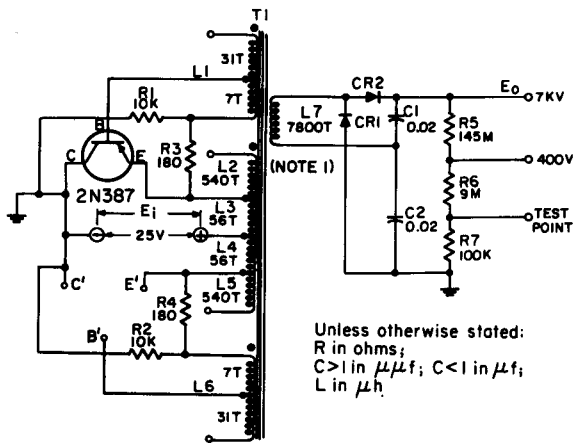 T1
31T
L1
7T
R1
10K
B
C
E
2N387
R3
180
L2
540T
L3
56T
Ei
25V
L4
56T
L5
540T
C'
E'
R4
180
B'
R2
10K
7T
L6
31T
L7
7800T
(NOTE 1)
CR2
CR1
C1
0.02
C2
0.02
Eo
7KV
R5
145M
400V
R6
9M
TEST
POINT
R7
100K
Unless otherwise stated:
R in ohms;
C>1 in μμf; C<1 in μf;
L in μh